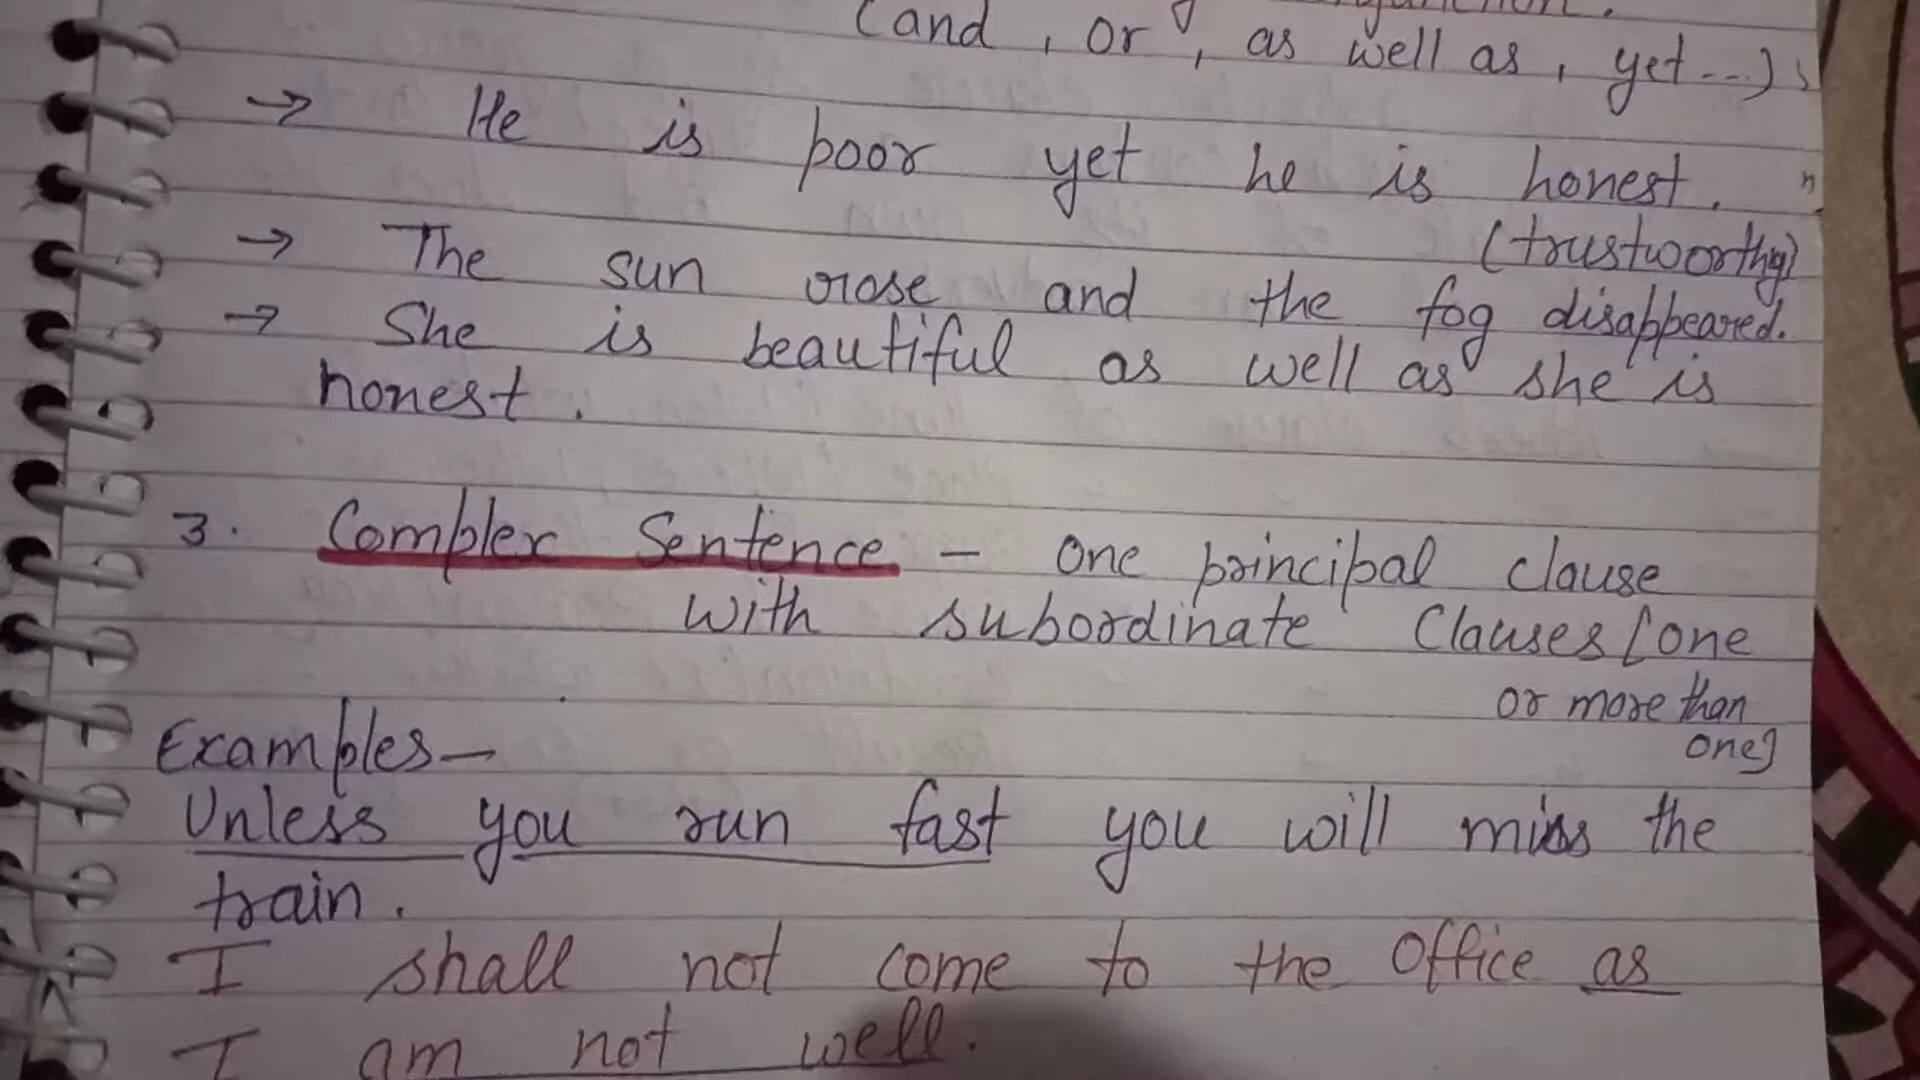 (and, or, as well as, yet---)
→ He is poor yet he is honest.
(trustworthy)
→ The sun rose and the fog disappeared.
→ She is beautiful as well as she is
honest.
3. Complex Sentence - One principal clause
with subordinate Clauses [one
or more than
one]
Examples-
Unless you run fast you will miss the
train.
I shall not come to the Office as
I am not well.